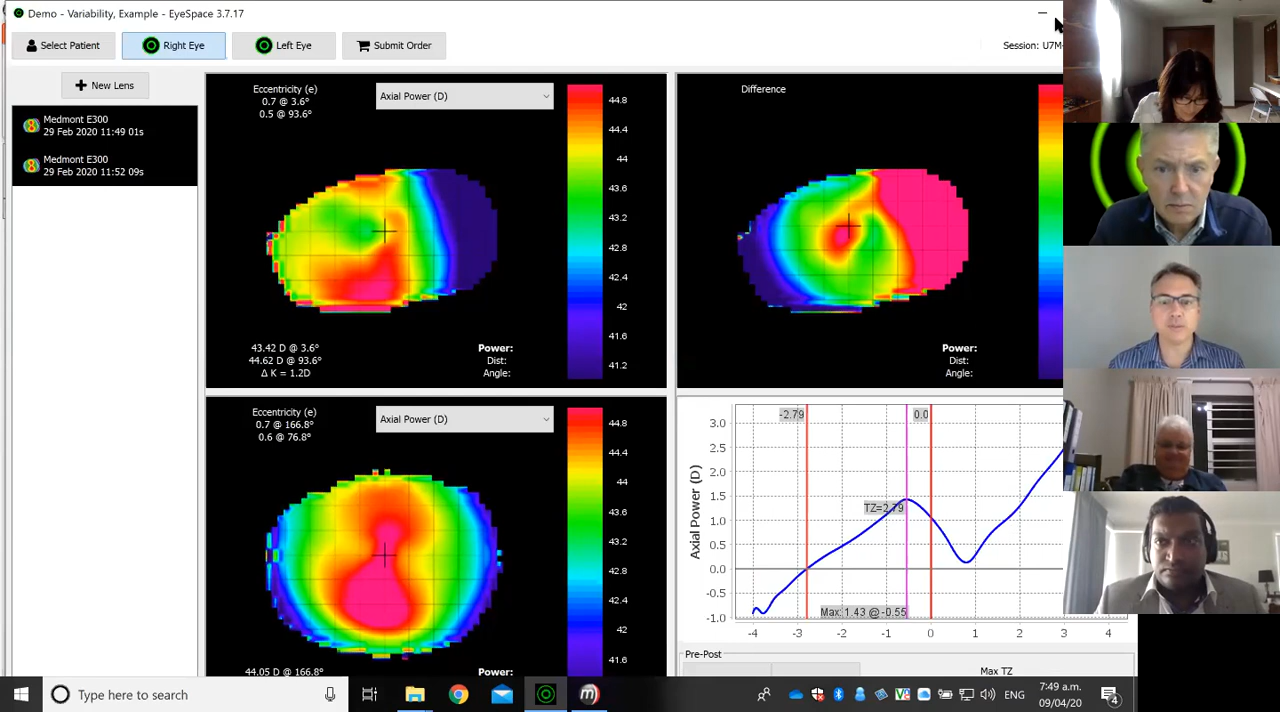 Demo - Variability, Example - EyeSpace 3.7.17
Select Patient
Right Eye
Left Eye
Submit Order
Session: U7M
New Lens
Medmont E300
29 Feb 2020 11:49 01s
Medmont E300
29 Feb 2020 11:52 09s
Eccentricity (e)
0.7 @ 3.6°
0.5 @ 93.6°
Axial Power (D)
44.8
44.4
44
43.6
43.2
42.8
42.4
42
41.6
41.2
43.42 D @ 3.6°
44.62 D @ 93.6°
Δ K = 1.2D
Power:
Dist:
Angle:
Difference
Power:
Dist:
Angle:
Eccentricity (e)
0.7 @ 166.8°
0.6 @ 76.8°
Axial Power (D)
44.8
44.4
44
43.6
43.2
42.8
42.4
42
41.6
44.05 D @ 166.8°
Power:
-2.79
0.0
3.0
2.5
2.0
1.5
1.0
0.5
0.0
-0.5
-1.0
Axial Power (D)
TZ=2.79
Max: 1.43 @ -0.55
-4 -3 -2 -1 0 1 2 3 4
Pre-Post
Max TZ
Type here to search
ENG
7:49 a.m.
09/04/20
4